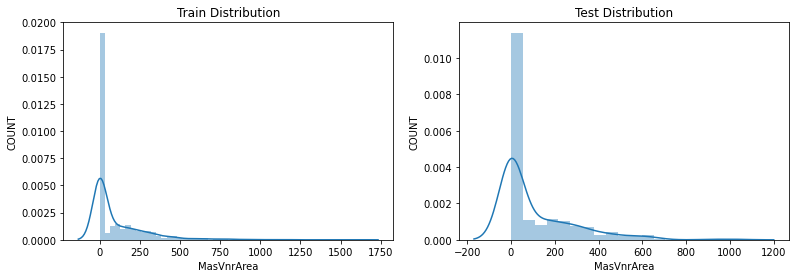 Train Distribution
COUNT
0.0200
0.0175
0.0150
0.0125
0.0100
0.0075
0.0050
0.0025
0.0000
0 250 500 750 1000 1250 1500 1750
MasVnrArea
Test Distribution
COUNT
0.010
0.008
0.006
0.004
0.002
0.000
−200 0 200 400 600 800 1000 1200
MasVnrArea